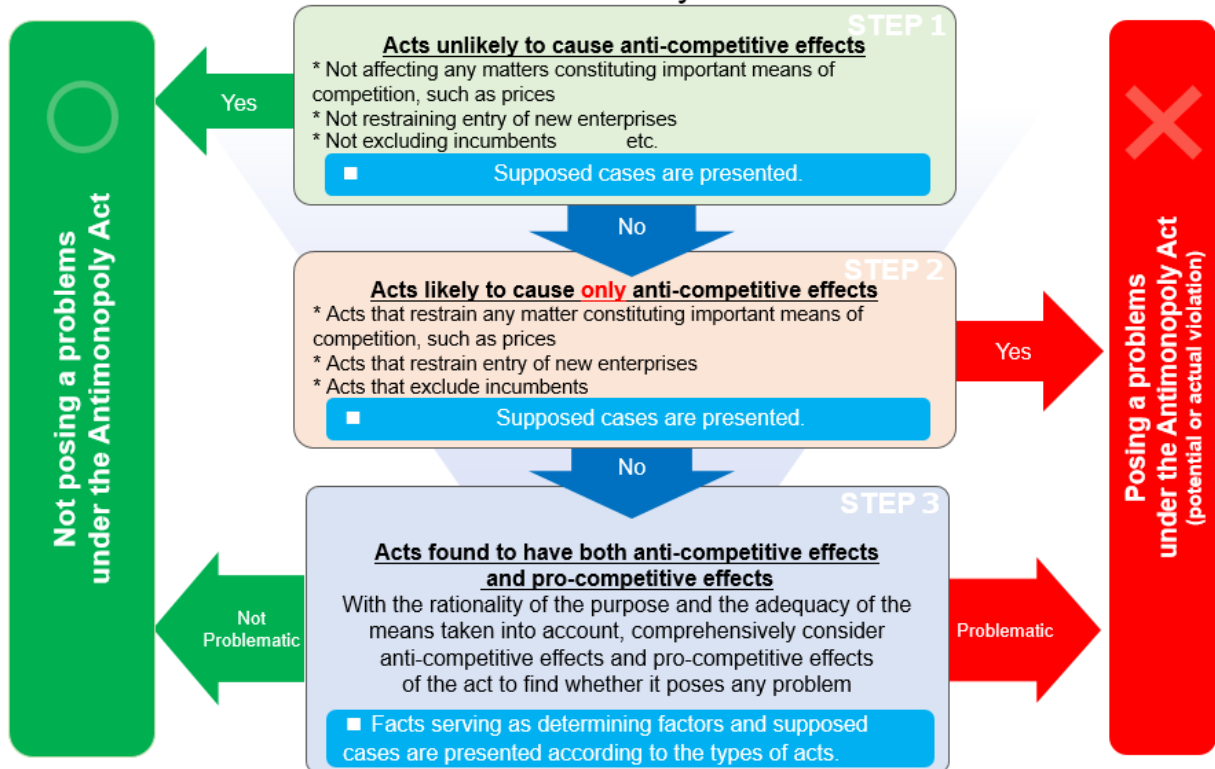 STEP 1
Acts unlikely to cause anti-competitive effects
* Not affecting any matters constituting important means of
competition, such as prices
* Not restraining entry of new enterprises
* Not excluding incumbents etc.
■ Supposed cases are presented.
Yes
No
STEP 2
Acts likely to cause only anti-competitive effects
* Acts that restrain any matter constituting important means of
competition, such as prices
* Acts that restrain entry of new enterprises
* Acts that exclude incumbents
■ Supposed cases are presented.
Yes
No
STEP 3
Acts found to have both anti-competitive effects
and pro-competitive effects
With the rationality of the purpose and the adequacy of the
means taken into account, comprehensively consider
anti-competitive effects and pro-competitive effects
of the act to find whether it poses any problem
■ Facts serving as determining factors and supposed
cases are presented according to the types of acts.
Not
Problematic
Problematic
Not posing a problems
under the Antimonopoly Act
Posing a problems
under the Antimonopoly Act
(potential or actual violation)